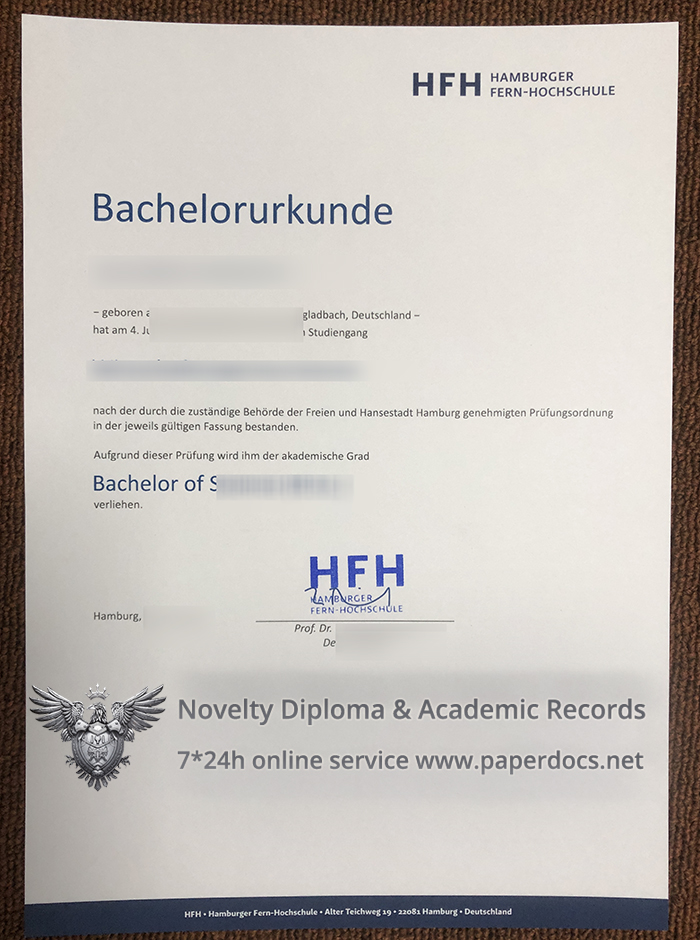 HFH HAMBURGER
FERN-HOCHSCHULE
Bachelorurkunde
– geboren gladbach, Deutschland –
hat am 4. Studiengang
nach der durch die zuständige Behörde der Freien und Hansestadt Hamburg genehmigten Prüfungsordnung
in der jeweils gültigen Fassung bestanden.
Aufgrund dieser Prüfung wird ihm der akademische Grad
Bachelor of
verliehen.
HFH
HAMBURGER
FERN-HOCHSCHULE
Hamburg,
Prof. Dr.
De
Novelty Diploma & Academic Records
7*24h online service www.paperdocs.net
HFH • Hamburger Fern-Hochschule • Alter Teichweg 19 • 22081 Hamburg • Deutschland